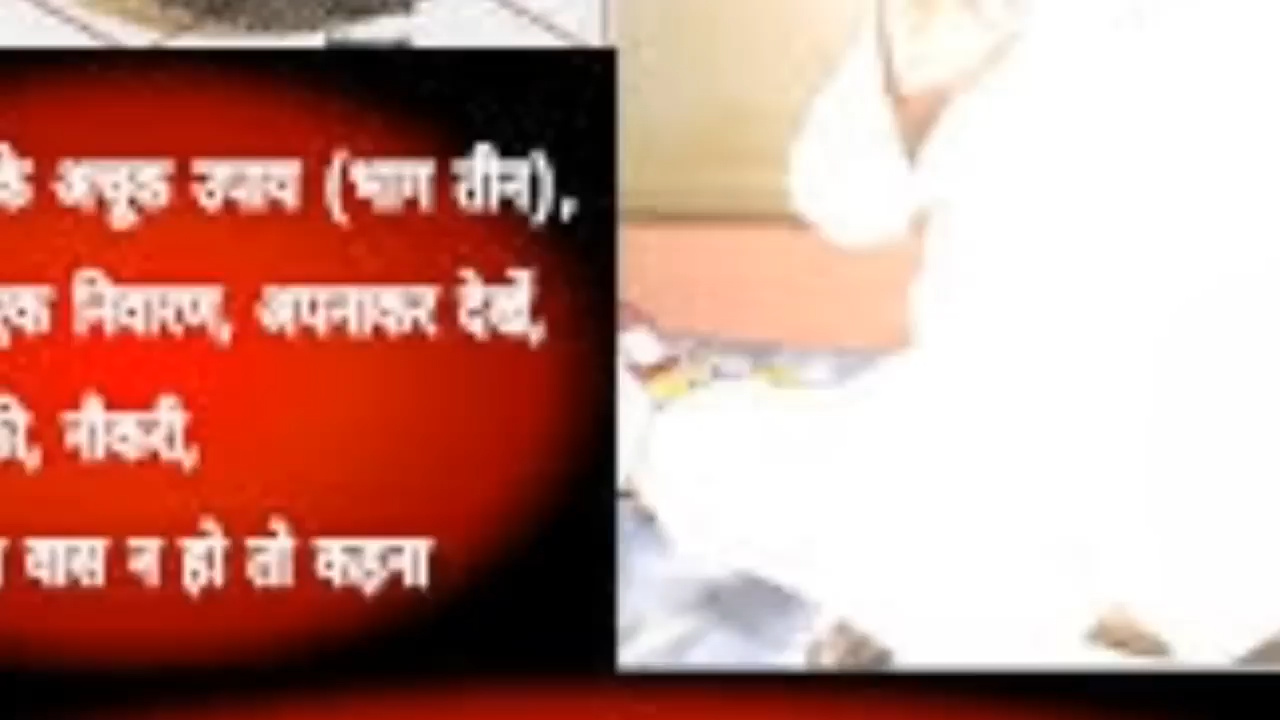 के अचूक उपाय (भाग तीन),
निवारण, अपनाकर देखें,
नौकरी,
वास न हो तो कहना